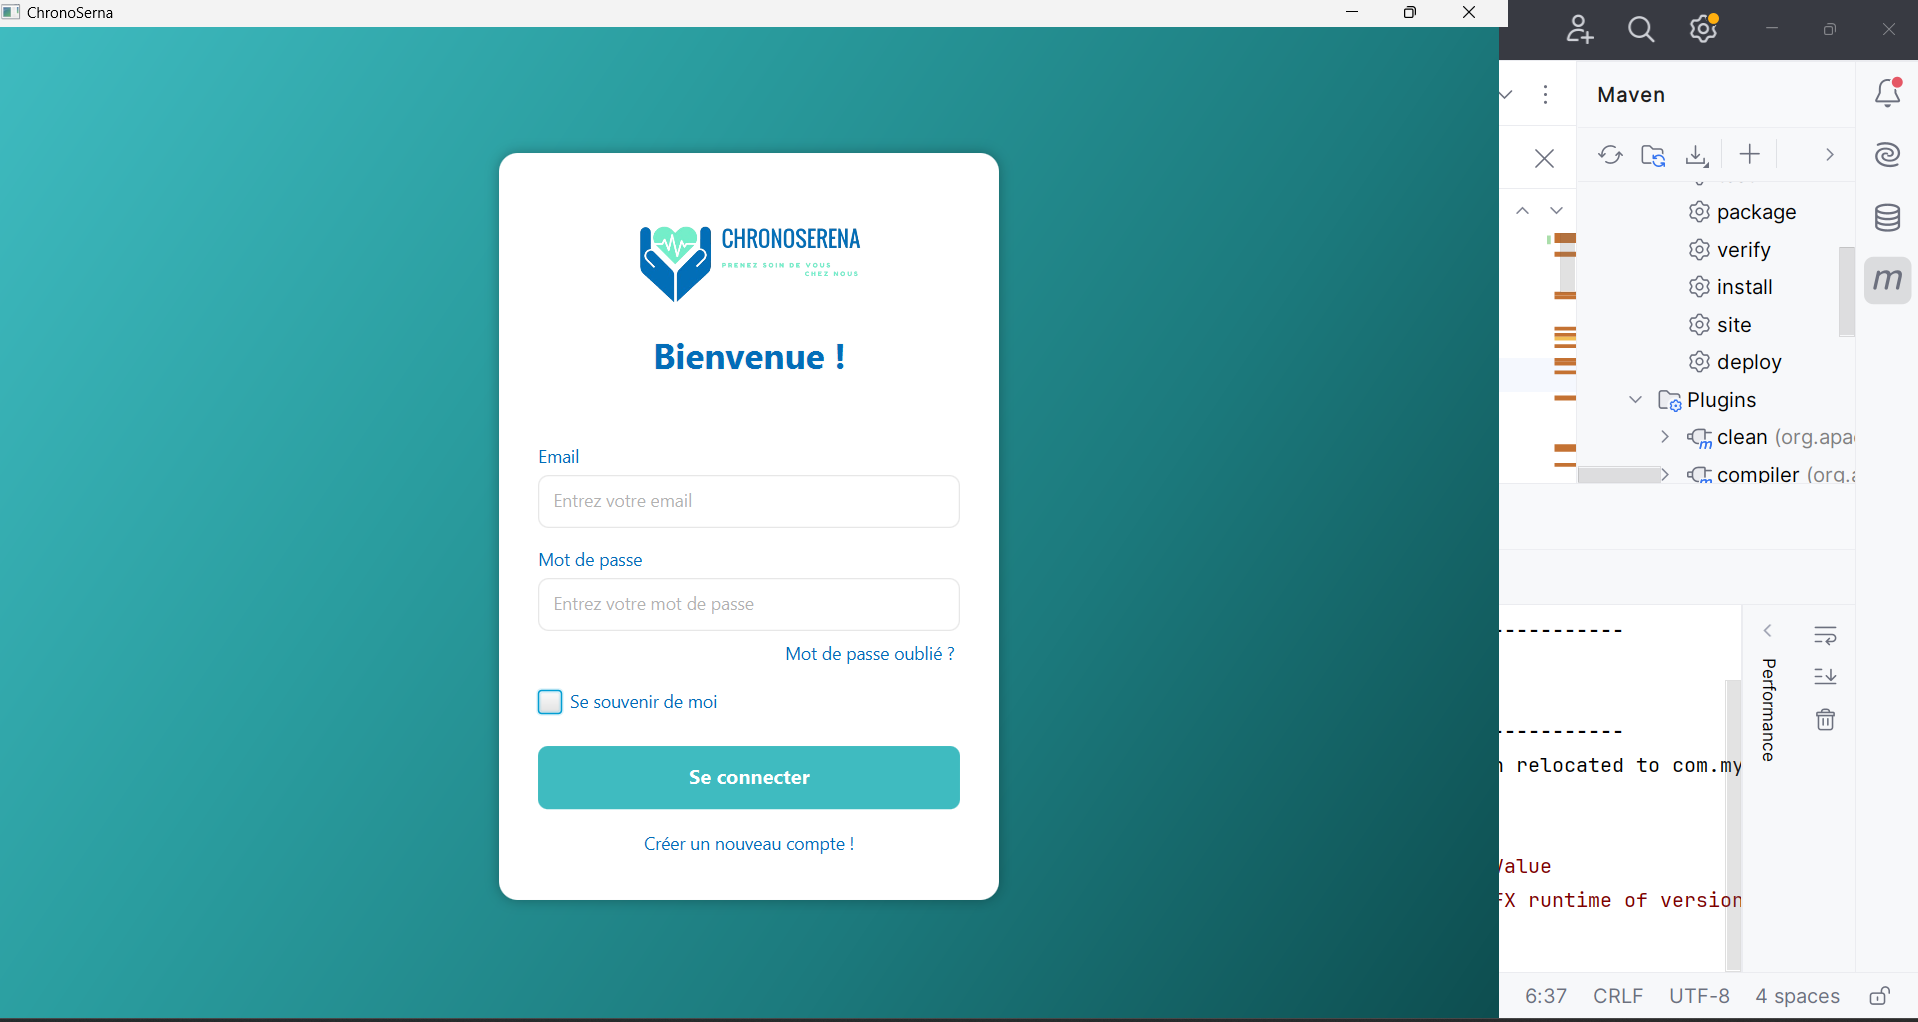 ChronoSerna
CHRONOSERENA
PRENEZ SOIN DE VOUS
CHEZ NOUS
Bienvenue !
Email
Entrez votre email
Mot de passe
Entrez votre mot de passe
Mot de passe oublié ?
Se souvenir de moi
Se connecter
Créer un nouveau compte !
Maven
package
verify
install
site
deploy
Plugins
clean (org.apa
compiler (org.a
m
-----------
-----------
relocated to com.my
Value
FX runtime of version
Performance
6:37 CRLF UTF-8 4 spaces